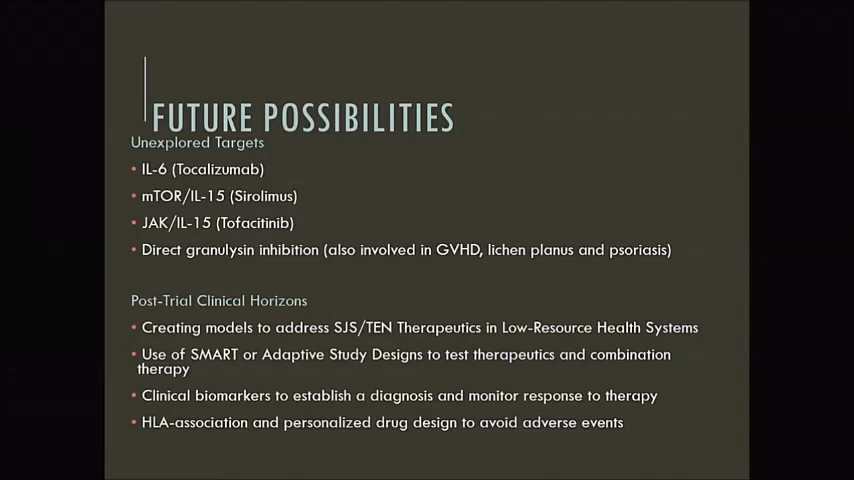 FUTURE POSSIBILITIES
Unexplored Targets
• IL-6 (Tocalizumab)
• mTOR/IL-15 (Sirolimus)
• JAK/IL-15 (Tofacitinib)
• Direct granulysin inhibition (also involved in GVHD, lichen planus and psoriasis)
Post-Trial Clinical Horizons
• Creating models to address SJS/TEN Therapeutics in Low-Resource Health Systems
• Use of SMART or Adaptive Study Designs to test therapeutics and combination
therapy
• Clinical biomarkers to establish a diagnosis and monitor response to therapy
• HLA-association and personalized drug design to avoid adverse events